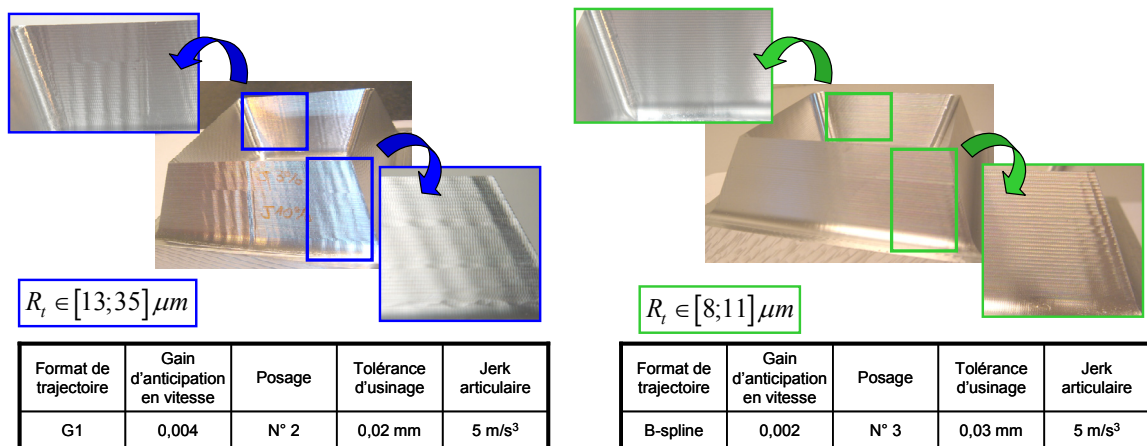 R_t ∈ [13;35] μm
Format de trajectoire | Gain d'anticipation en vitesse | Posage | Tolérance d'usinage | Jerk articulaire
G1 | 0,004 | N° 2 | 0,02 mm | 5 m/s³
R_t ∈ [8;11] μm
Format de trajectoire | Gain d'anticipation en vitesse | Posage | Tolérance d'usinage | Jerk articulaire
B-spline | 0,002 | N° 3 | 0,03 mm | 5 m/s³